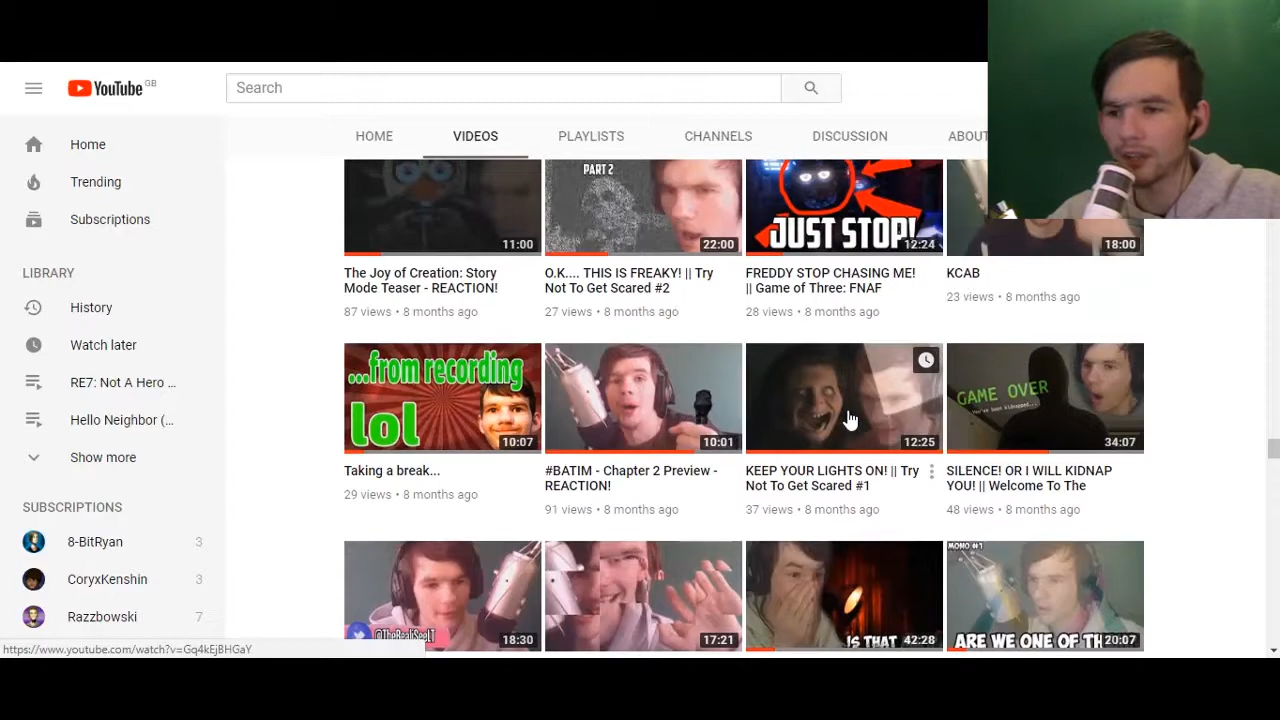 YouTube GB
Search
Home
Trending
Subscriptions
LIBRARY
History
Watch later
RE7: Not A Hero ...
Hello Neighbor (...
Show more
SUBSCRIPTIONS
8-BitRyan 3
CoryxKenshin 3
Razzbowski 7
HOME VIDEOS PLAYLISTS CHANNELS DISCUSSION ABOUT
11:00
PART 2
22:00
JUST STOP!
12:24
18:00
The Joy of Creation: Story
Mode Teaser - REACTION!
87 views • 8 months ago
O.K.... THIS IS FREAKY! || Try
Not To Get Scared #2
27 views • 8 months ago
FREDDY STOP CHASING ME!
|| Game of Three: FNAF
28 views • 8 months ago
KCAB
23 views • 8 months ago
...from recording
lol
10:07
10:01
12:25
GAME OVER
You've been kidnapped...
34:07
Taking a break...
29 views • 8 months ago
#BATIM - Chapter 2 Preview -
REACTION!
91 views • 8 months ago
KEEP YOUR LIGHTS ON! || Try
Not To Get Scared #1
37 views • 8 months ago
SILENCE! OR I WILL KIDNAP
YOU! || Welcome To The
48 views • 8 months ago
18:30
17:21
IS THAT
42:28
MONO #1
ARE WE ONE OF TH
20:07
https://www.youtube.com/watch?v=Gq4kEjBHGaY